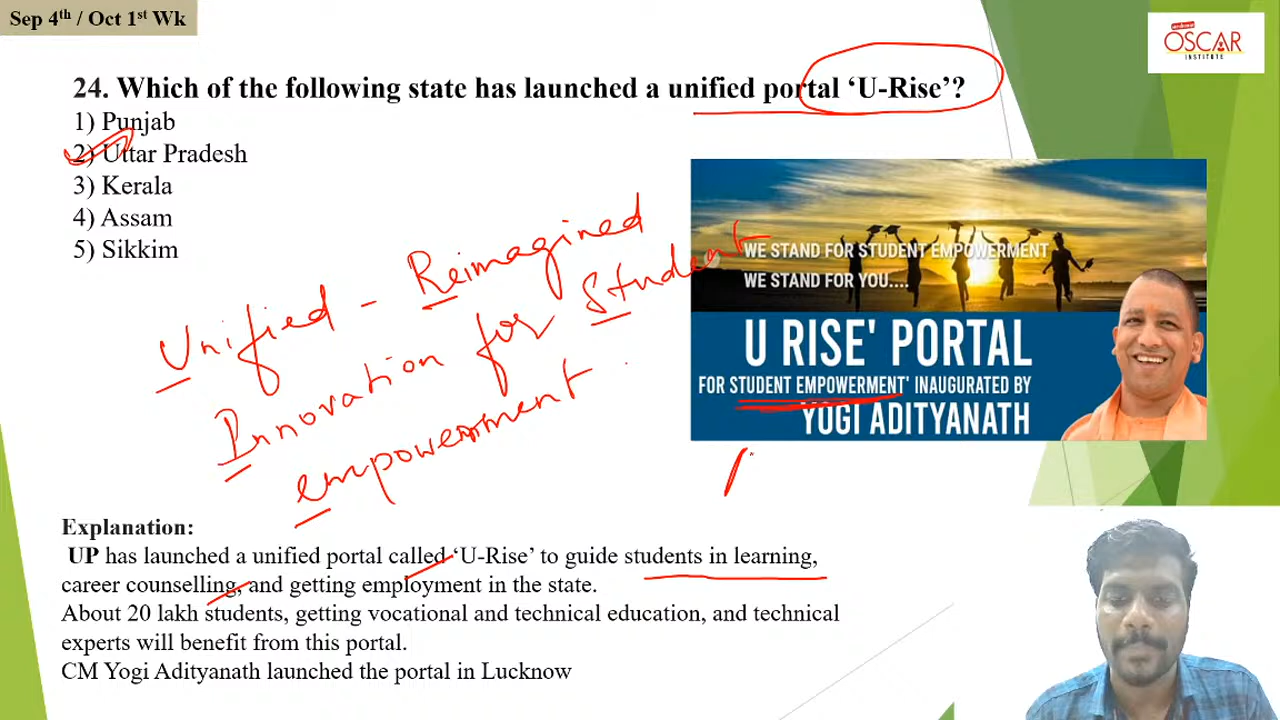 Sep 4th / Oct 1st Wk
OSCAR
INSTITUTE
24. Which of the following state has launched a unified portal ‘U-Rise’?
1) Punjab
2) Uttar Pradesh
3) Kerala
4) Assam
5) Sikkim
Unified - Reimagined
Innovation for Student
empowerment
WE STAND FOR STUDENT EMPOWERMENT
WE STAND FOR YOU....
U RISE' PORTAL
FOR STUDENT EMPOWERMENT' INAUGURATED BY
YOGI ADITYANATH
Explanation:
UP has launched a unified portal called ‘U-Rise’ to guide students in learning,
career counselling, and getting employment in the state.
About 20 lakh students, getting vocational and technical education, and technical
experts will benefit from this portal.
CM Yogi Adityanath launched the portal in Lucknow